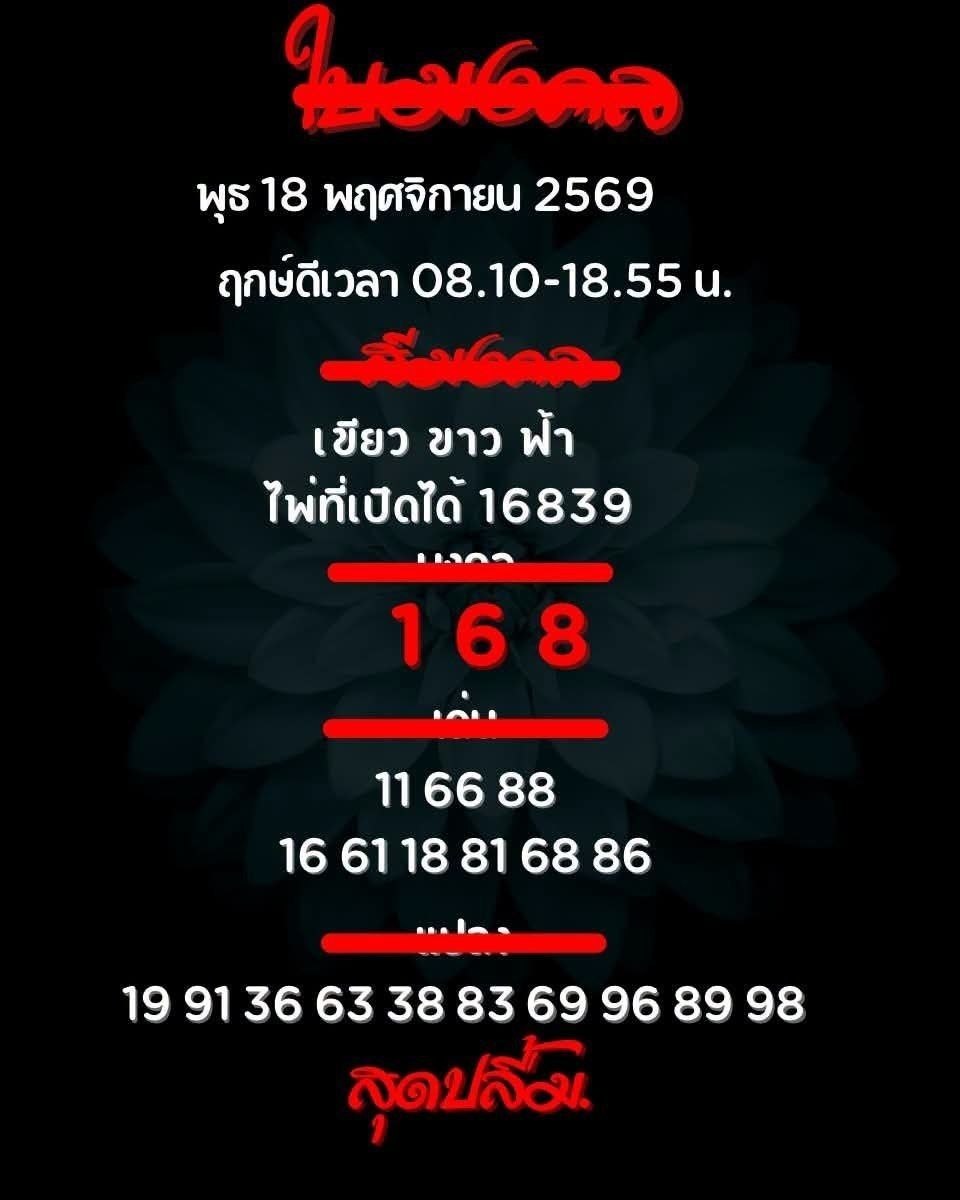 ใบมงคล
พุธ 18 พฤศจิกายน 2569
ฤกษ์ดีเวลา 08.10-18.55 น.
สีมงคล
เขียว ขาว ฟ้า
ไพ่ที่เปิดได้ 16839
มงคล
1 6 8
เด่น
11 66 88
16 61 18 81 68 86
แปลง
19 91 36 63 38 83 69 96 89 98
สุดปลื้ม.